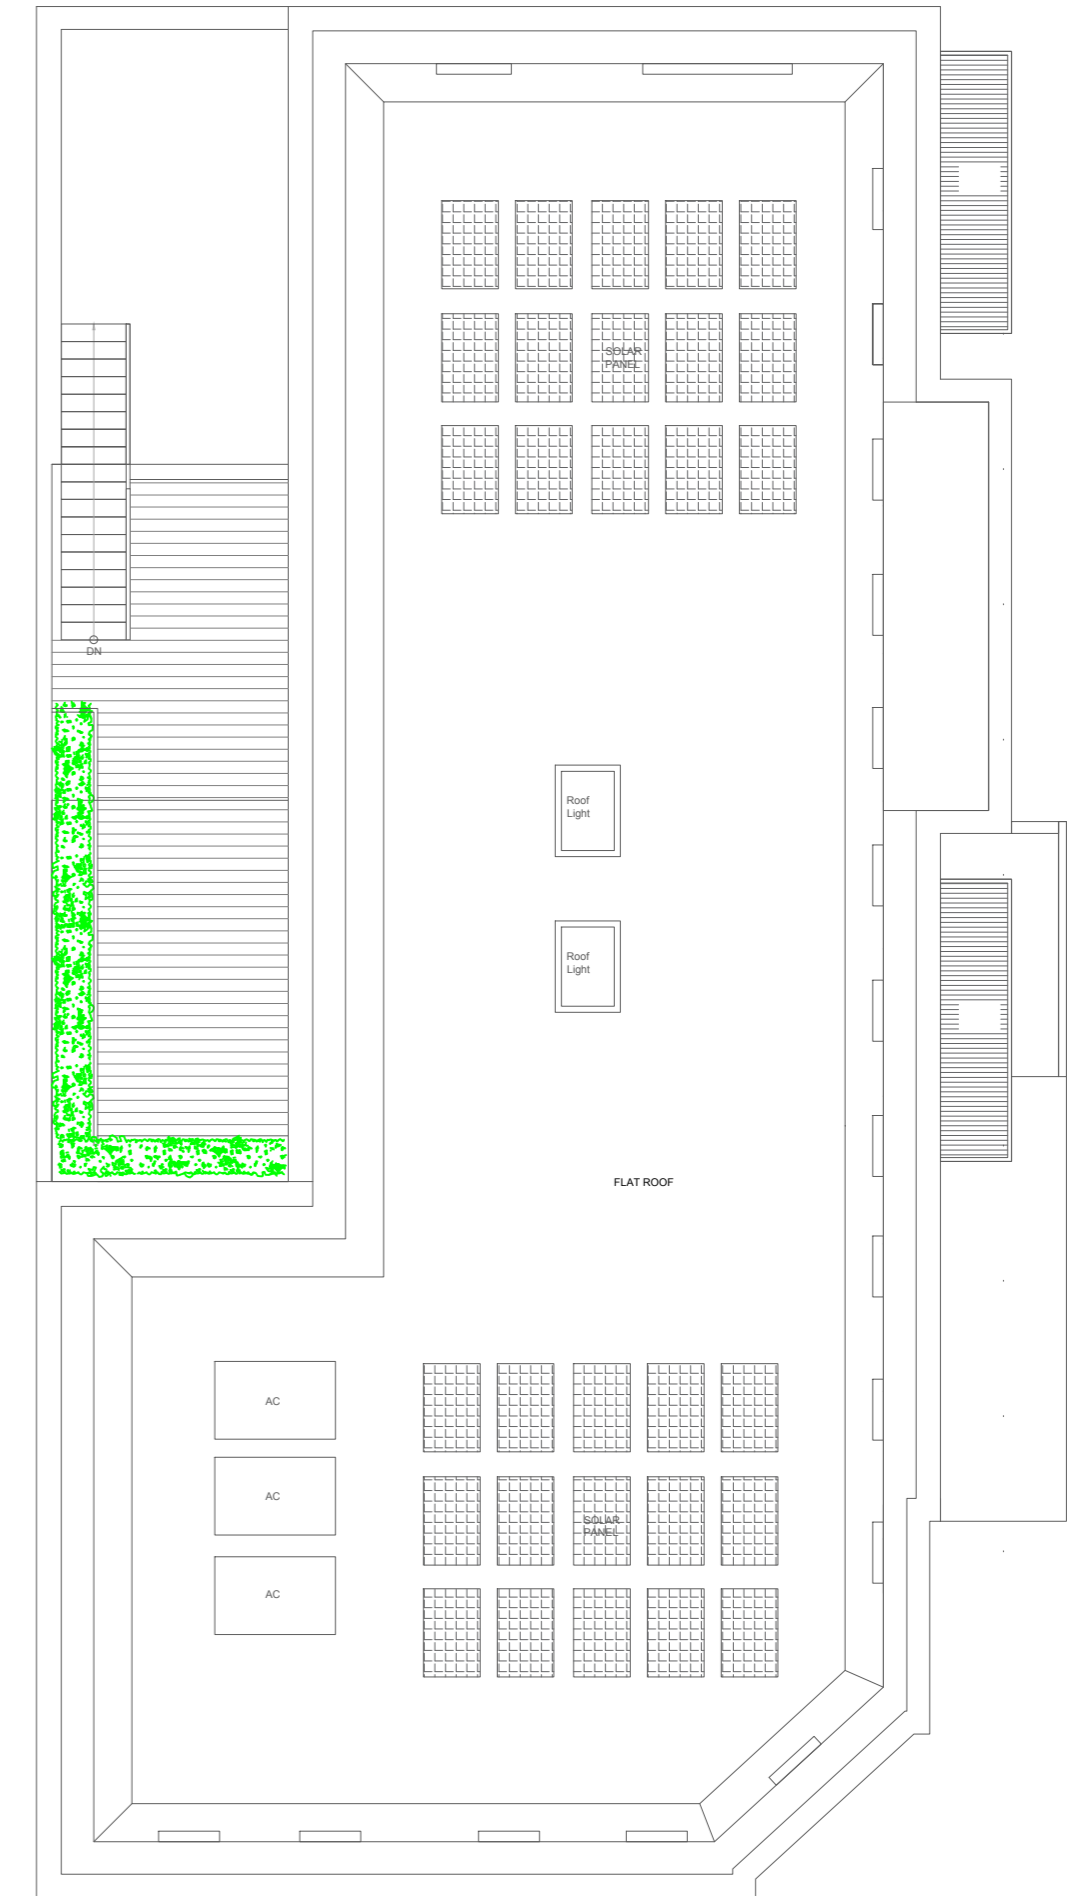 SOLAR
PANEL
DN
Roof
Light
Roof
Light
FLAT ROOF
AC
AC
SOLAR
PANEL
AC